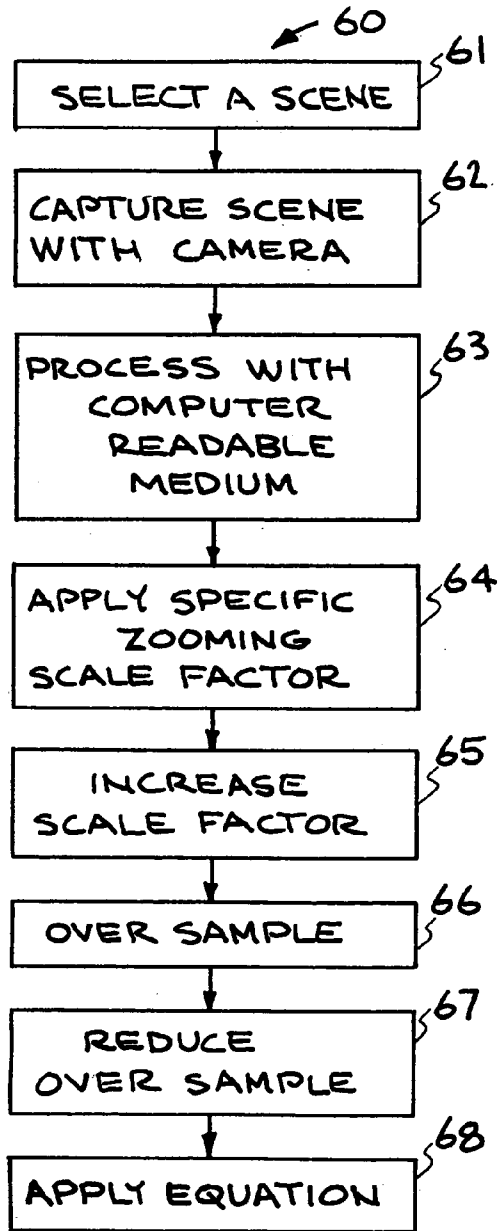 60
61
SELECT A SCENE
62
CAPTURE SCENE
WITH CAMERA
63
PROCESS WITH
COMPUTER
READABLE
MEDIUM
64
APPLY SPECIFIC
ZOOMING
SCALE FACTOR
65
INCREASE
SCALE FACTOR
66
OVER SAMPLE
67
REDUCE
OVER SAMPLE
68
APPLY EQUATION